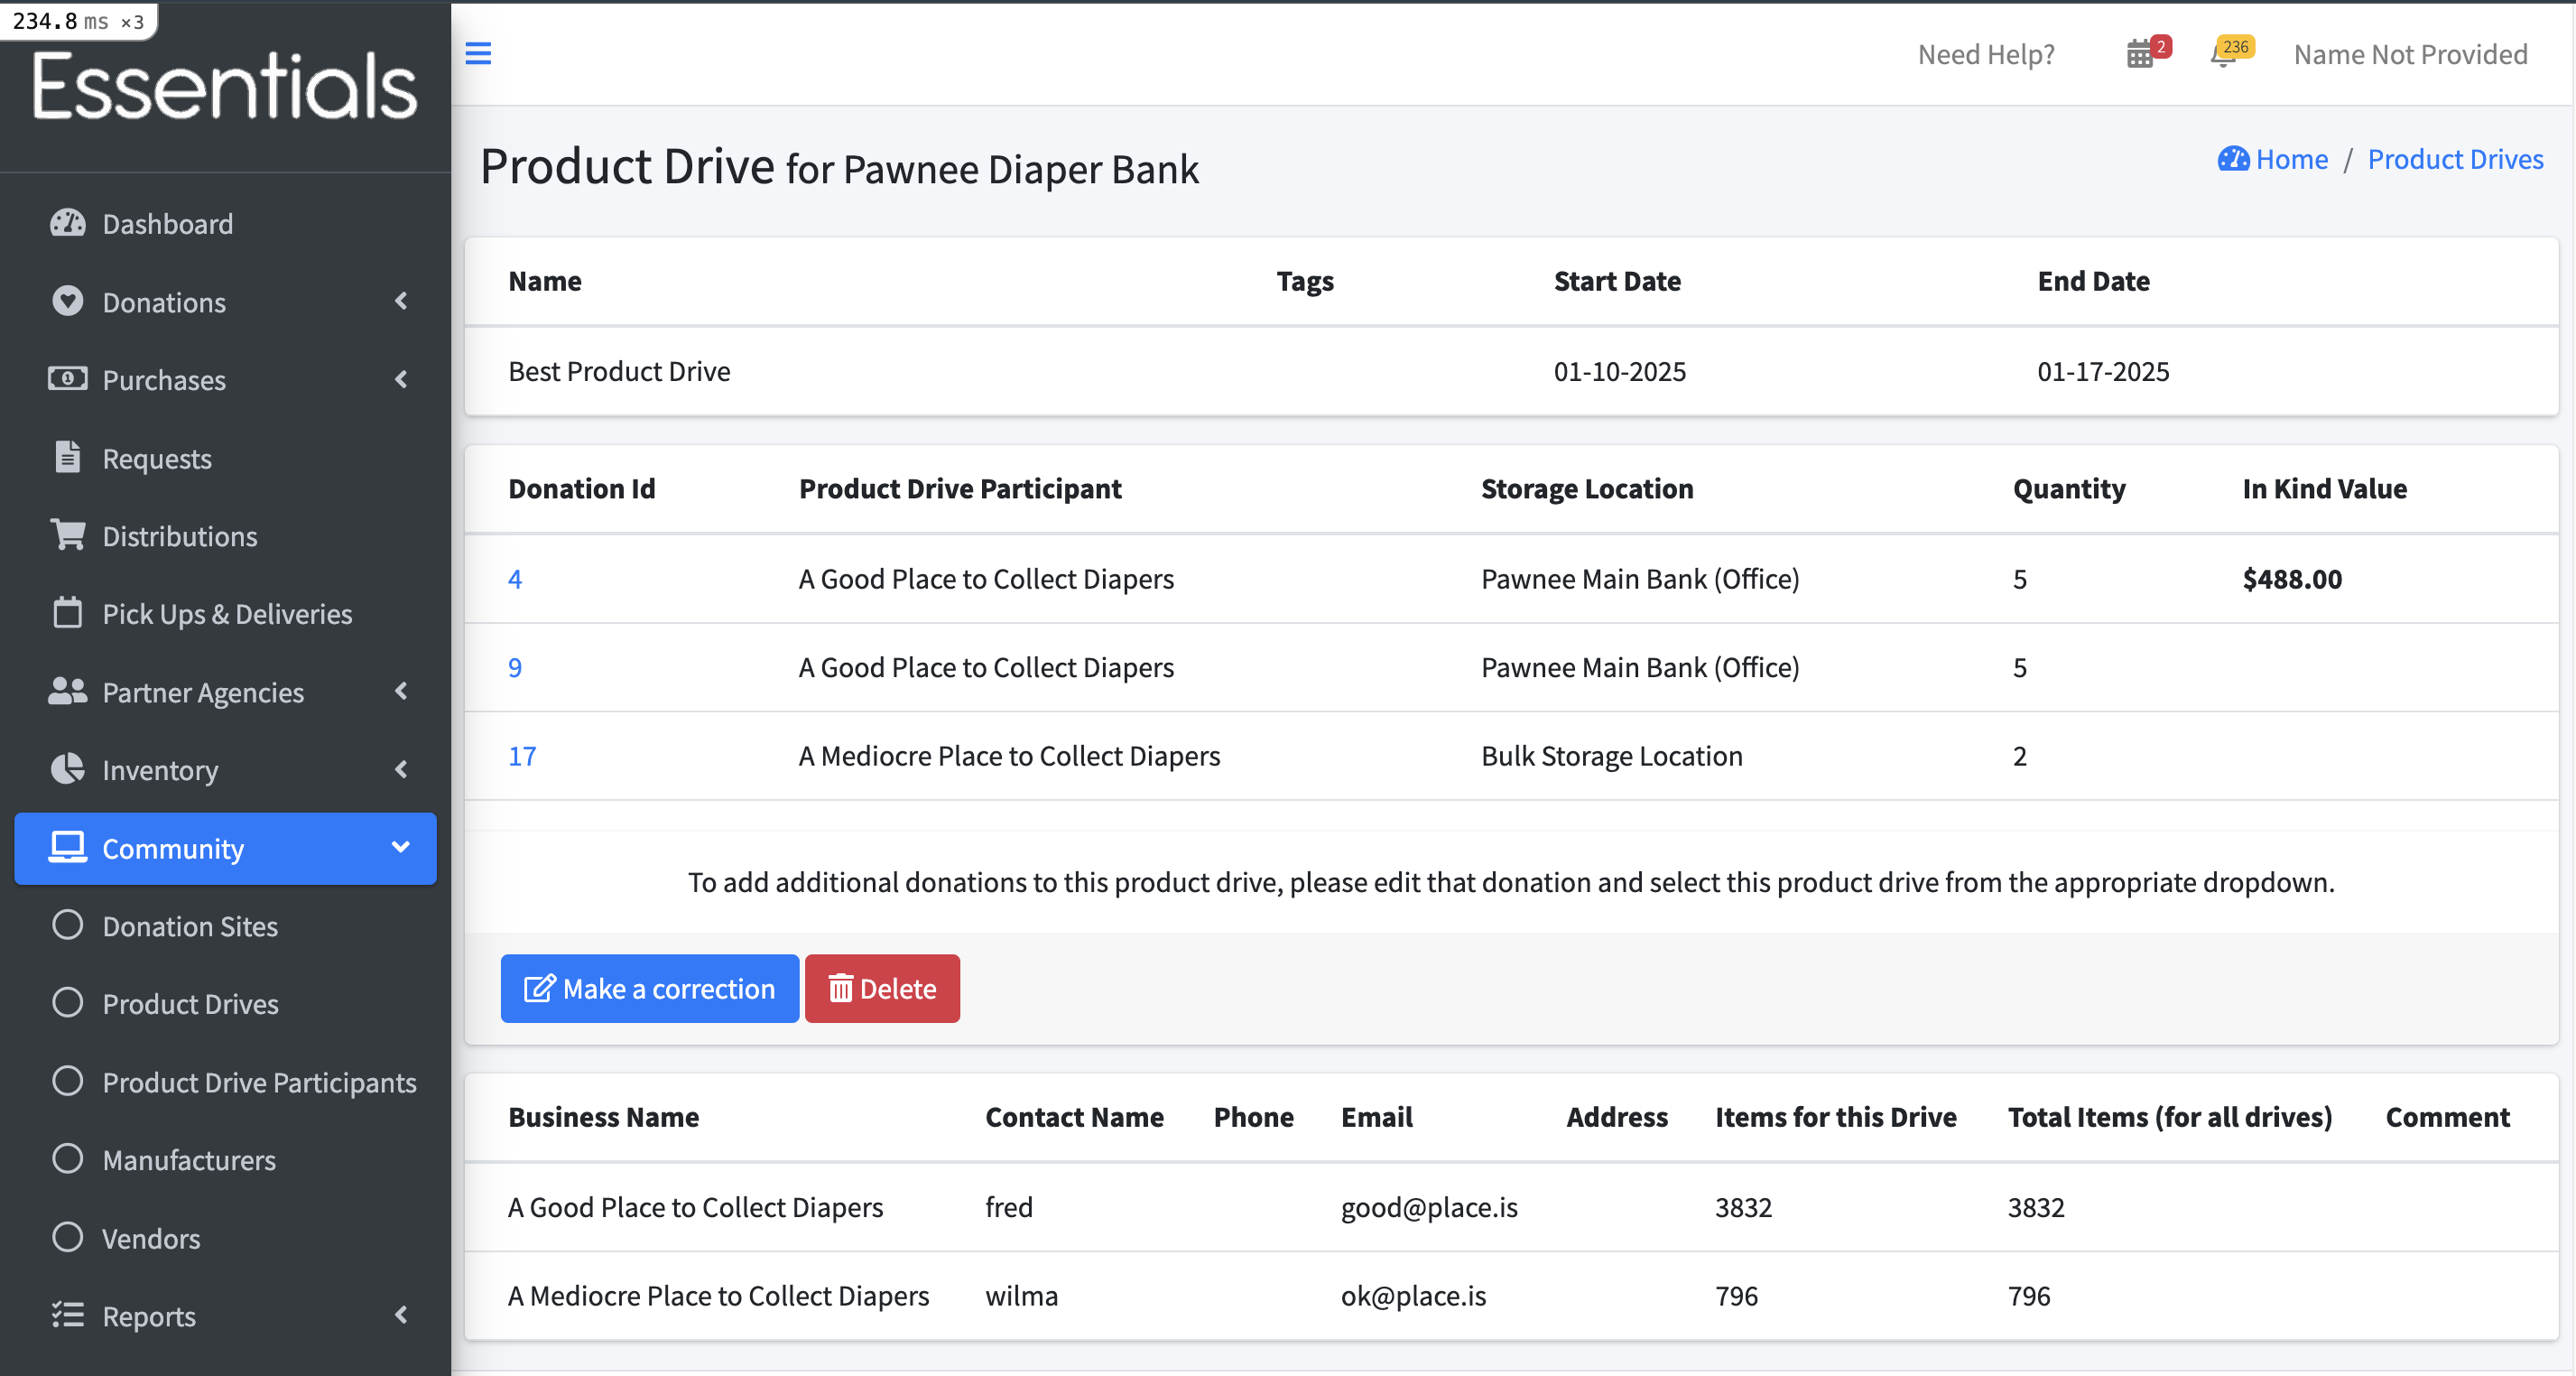 234.8 ms ×3
Essentials
Need Help?
2
236
Name Not Provided
Product Drive for Pawnee Diaper Bank
Home / Product Drives
Dashboard
Donations
Purchases
Requests
Distributions
Pick Ups & Deliveries
Partner Agencies
Inventory
Community
Donation Sites
Product Drives
Product Drive Participants
Manufacturers
Vendors
Reports
Name Tags Start Date End Date
Best Product Drive 01-10-2025 01-17-2025
Donation Id Product Drive Participant Storage Location Quantity In Kind Value
4 A Good Place to Collect Diapers Pawnee Main Bank (Office) 5 $488.00
9 A Good Place to Collect Diapers Pawnee Main Bank (Office) 5
17 A Mediocre Place to Collect Diapers Bulk Storage Location 2
To add additional donations to this product drive, please edit that donation and select this product drive from the appropriate dropdown.
Make a correction Delete
Business Name Contact Name Phone Email Address Items for this Drive Total Items (for all drives) Comment
A Good Place to Collect Diapers fred good@place.is 3832 3832
A Mediocre Place to Collect Diapers wilma ok@place.is 796 796